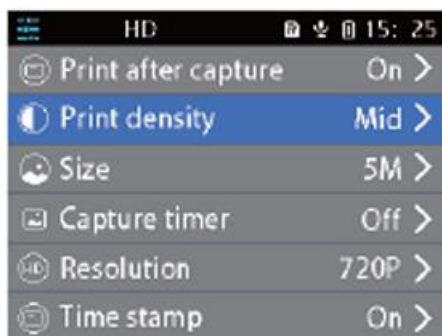 HD 15: 25
Print after capture On
Print density Mid
Size 5M
Capture timer Off
HD Resolution 720P
Time stamp On